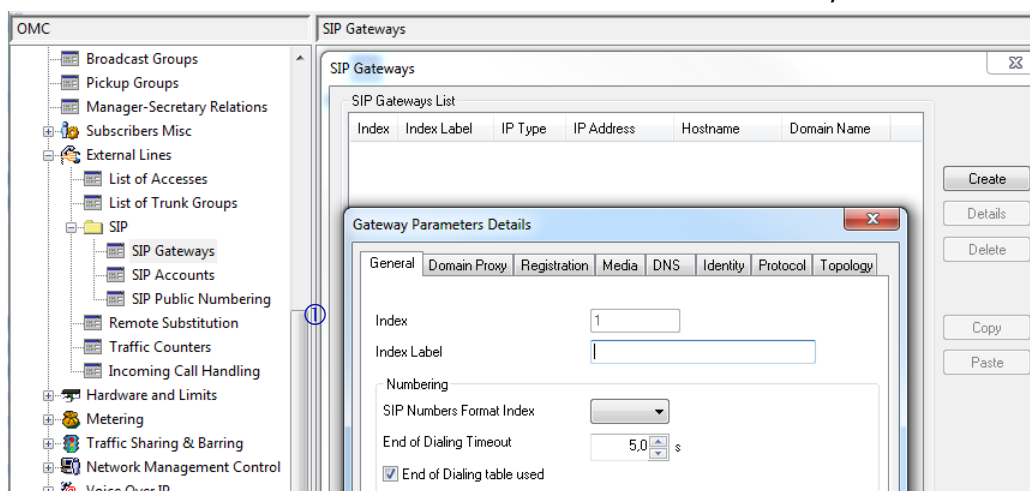 OMC
SIP Gateways
Broadcast Groups
Pickup Groups
Manager-Secretary Relations
Subscribers Misc
External Lines
List of Accesses
List of Trunk Groups
SIP
SIP Gateways
SIP Accounts
SIP Public Numbering
Remote Substitution
Traffic Counters
Incoming Call Handling
Hardware and Limits
Metering
Traffic Sharing & Barring
Network Management Control
Voice Over IP
①
SIP Gateways
SIP Gateways List
Index Index Label IP Type IP Address Hostname Domain Name
Create
Details
Delete
Copy
Paste
Gateway Parameters Details
General Domain Proxy Registration Media DNS Identity Protocol Topology
Index 1
Index Label
Numbering
SIP Numbers Format Index
End of Dialing Timeout 5,0 s
End of Dialing table used